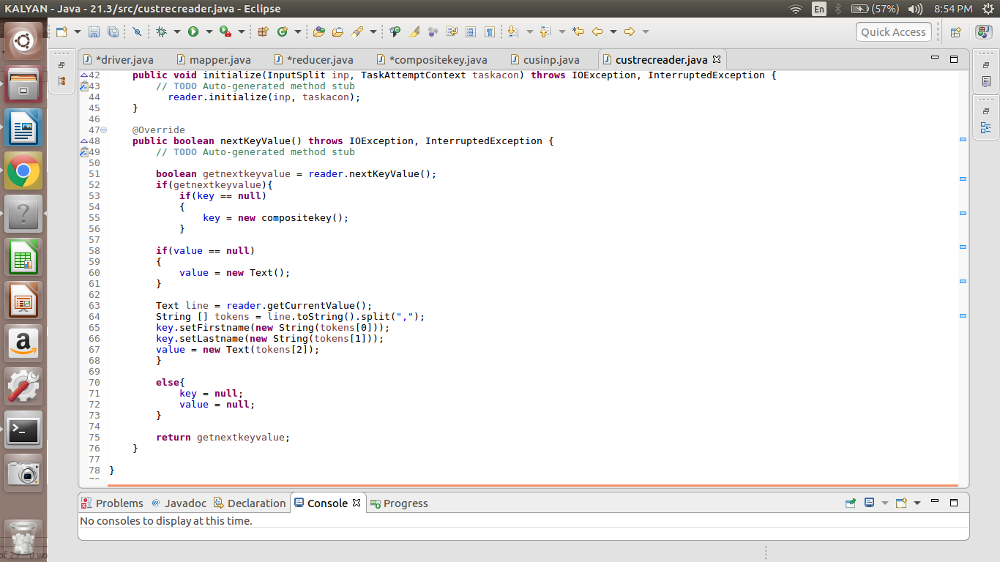 KALYAN - Java - 21.3/src/custrecreader.java - Eclipse
En
(57%)
8:54 PM
Quick Access
*driver.java
mapper.java
*reducer.java
*compositekey.java
cusinp.java
custrecreader.java
42 public void initialize(InputSplit inp, TaskAttemptContext taskacon) throws IOException, InterruptedException {
43 // TODO Auto-generated method stub
44 reader.initialize(inp, taskacon);
45 }
46
47 @Override
48 public boolean nextKeyValue() throws IOException, InterruptedException {
49 // TODO Auto-generated method stub
50
51 boolean getnextkeyvalue = reader.nextKeyValue();
52 if(getnextkeyvalue){
53 if(key == null)
54 {
55 key = new compositekey();
56 }
57
58 if(value == null)
59 {
60 value = new Text();
61 }
62
63 Text line = reader.getCurrentValue();
64 String [] tokens = line.toString().split(",");
65 key.setFirstname(new String(tokens[0]));
66 key.setLastname(new String(tokens[1]));
67 value = new Text(tokens[2]);
68 }
69
70 else{
71 key = null;
72 value = null;
73 }
74
75 return getnextkeyvalue;
76 }
77
78 }
Problems
@ Javadoc
Declaration
Console
Progress
No consoles to display at this time.